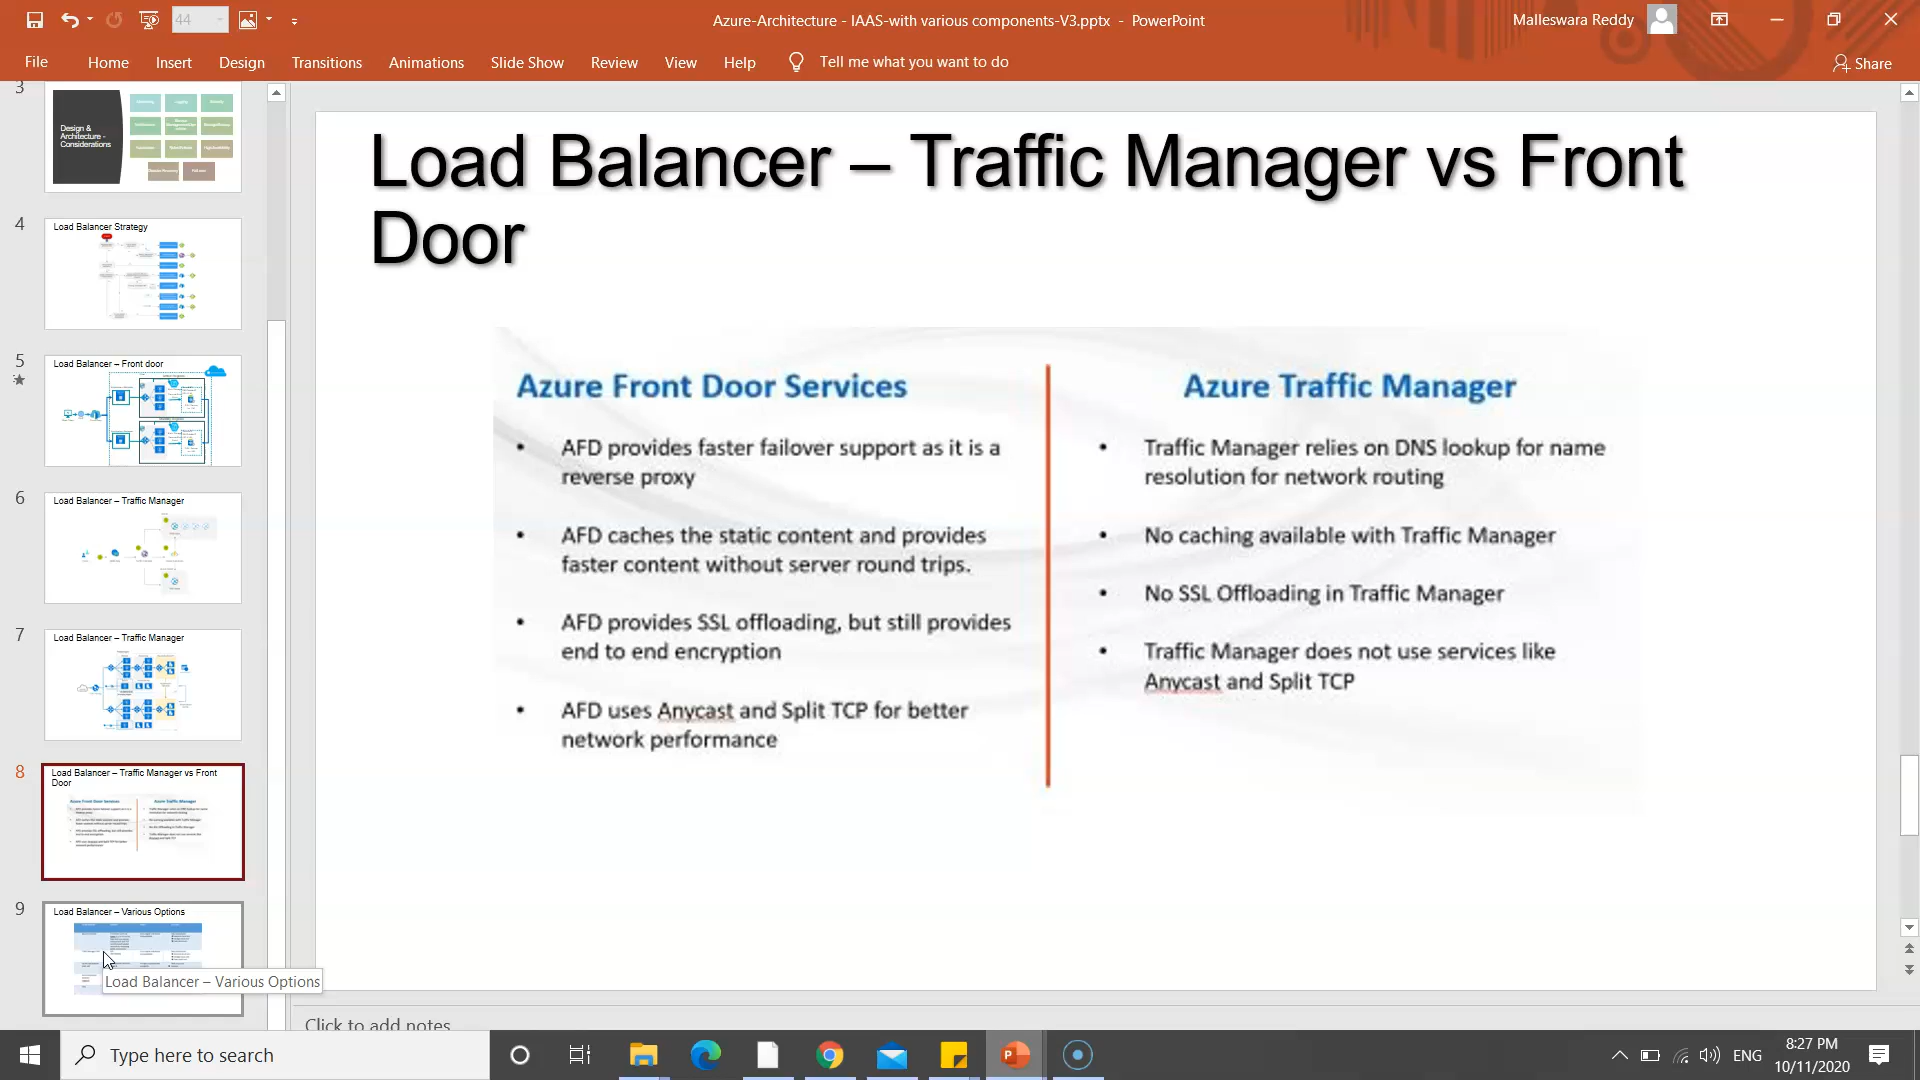 44
Azure-Architecture - IAAS-with various components-V3.pptx - PowerPoint
Malleswara Reddy
File
Home
Insert
Design
Transitions
Animations
Slide Show
Review
View
Help
Tell me what you want to do
Share
3
Design &
Architecture -
Considerations
4
Load Balancer Strategy
5
Load Balancer – Front door
6
Load Balancer – Traffic Manager
7
Load Balancer – Traffic Manager
8
Load Balancer – Traffic Manager vs Front
Door
Azure Front Door Services
Azure Traffic Manager
9
Load Balancer – Various Options
Load Balancer – Various Options
Load Balancer – Traffic Manager vs Front
Door
Azure Front Door Services
• AFD provides faster failover support as it is a
reverse proxy
• AFD caches the static content and provides
faster content without server round trips.
• AFD provides SSL offloading, but still provides
end to end encryption
• AFD uses Anycast and Split TCP for better
network performance
Azure Traffic Manager
• Traffic Manager relies on DNS lookup for name
resolution for network routing
• No caching available with Traffic Manager
• No SSL Offloading in Traffic Manager
• Traffic Manager does not use services like
Anycast and Split TCP
Click to add notes
Type here to search
ENG
8:27 PM
10/11/2020